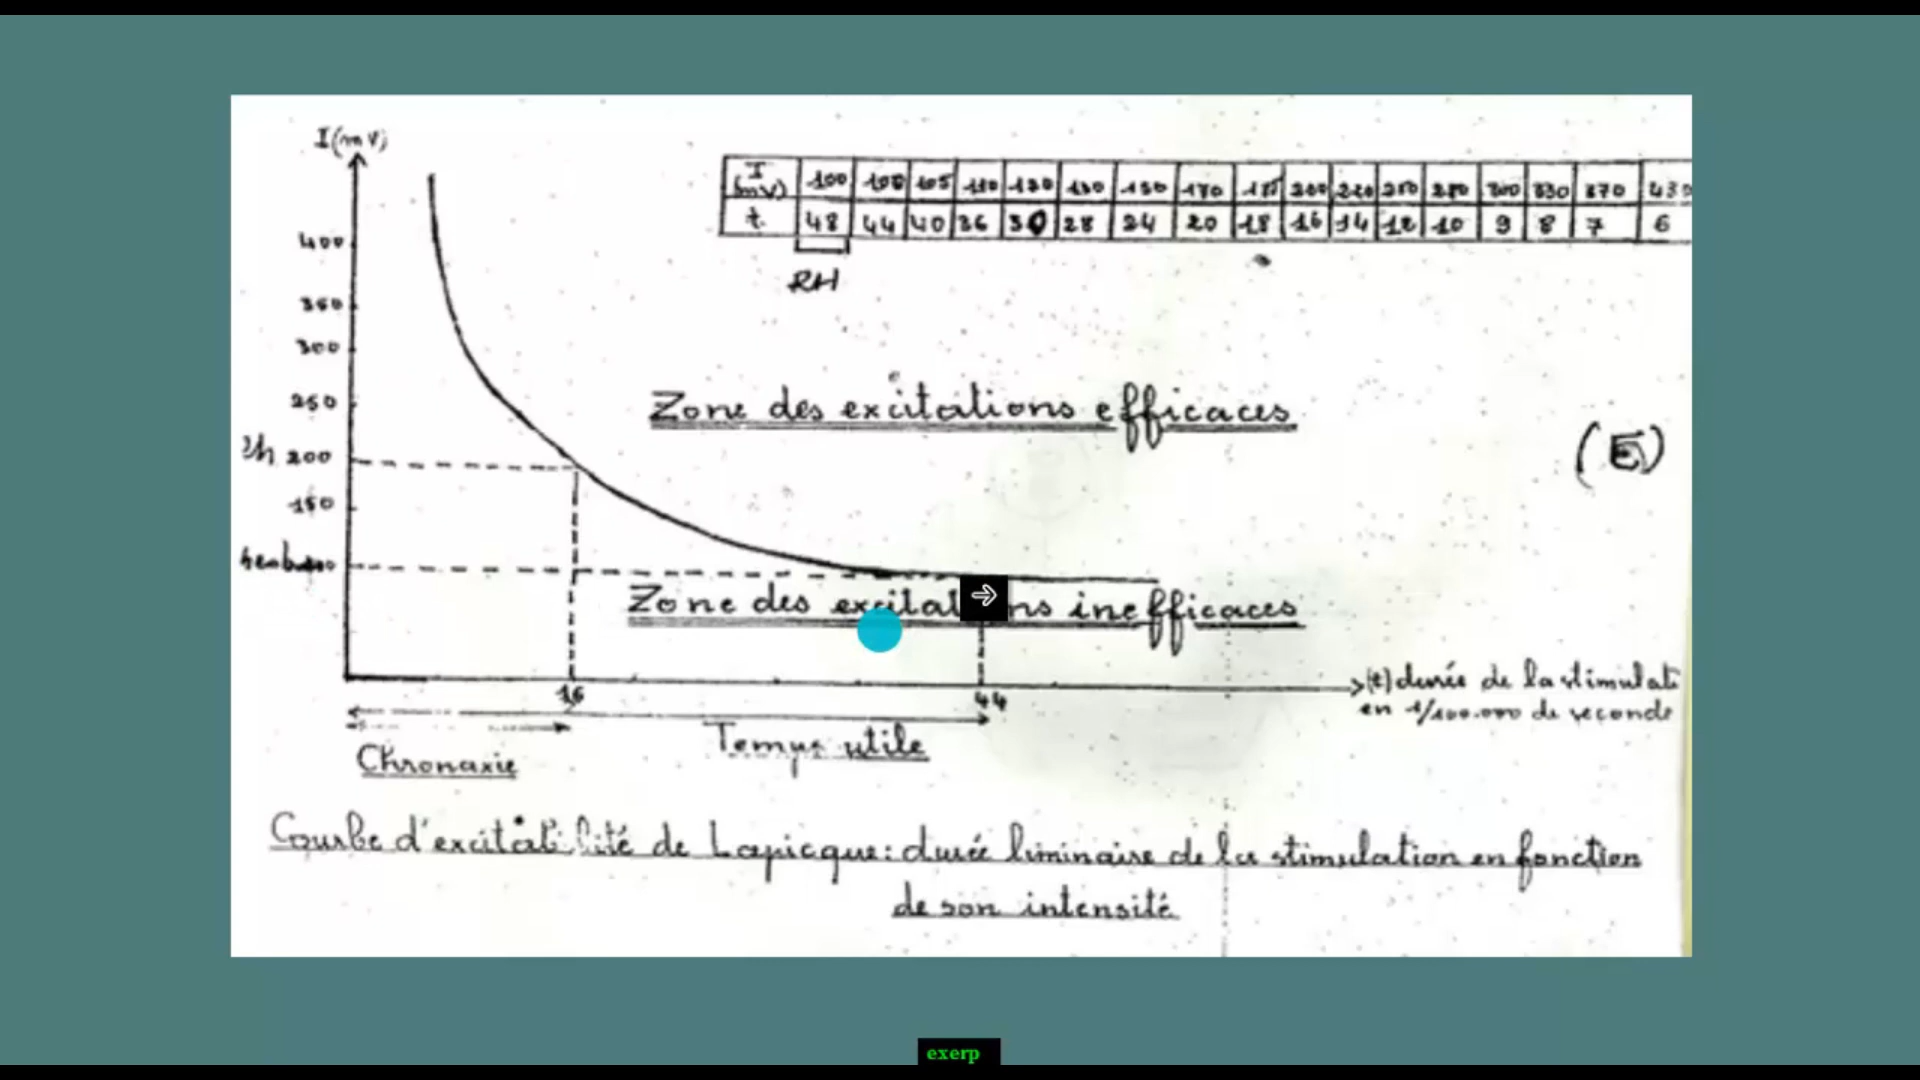 I(mV)
I (mV) 100 100 105 110 120 130 150 170 185 200 220 250 280 300 330 370 430
t. 48 44 40 36 30 28 24 20 18 16 14 12 10 9 8 7 6
RH
400
350
300
Zone des excitations efficaces
250
(E)
200
150
Zone des ineffficaces
16
44
(t) durée de la stimulati
en 1/100.000 de seconde
Temps utile
Chronaxie
Courbe d'excitabilité de Lapicque: durée liminaire de la stimulation en fonction
de son intensité
exerp